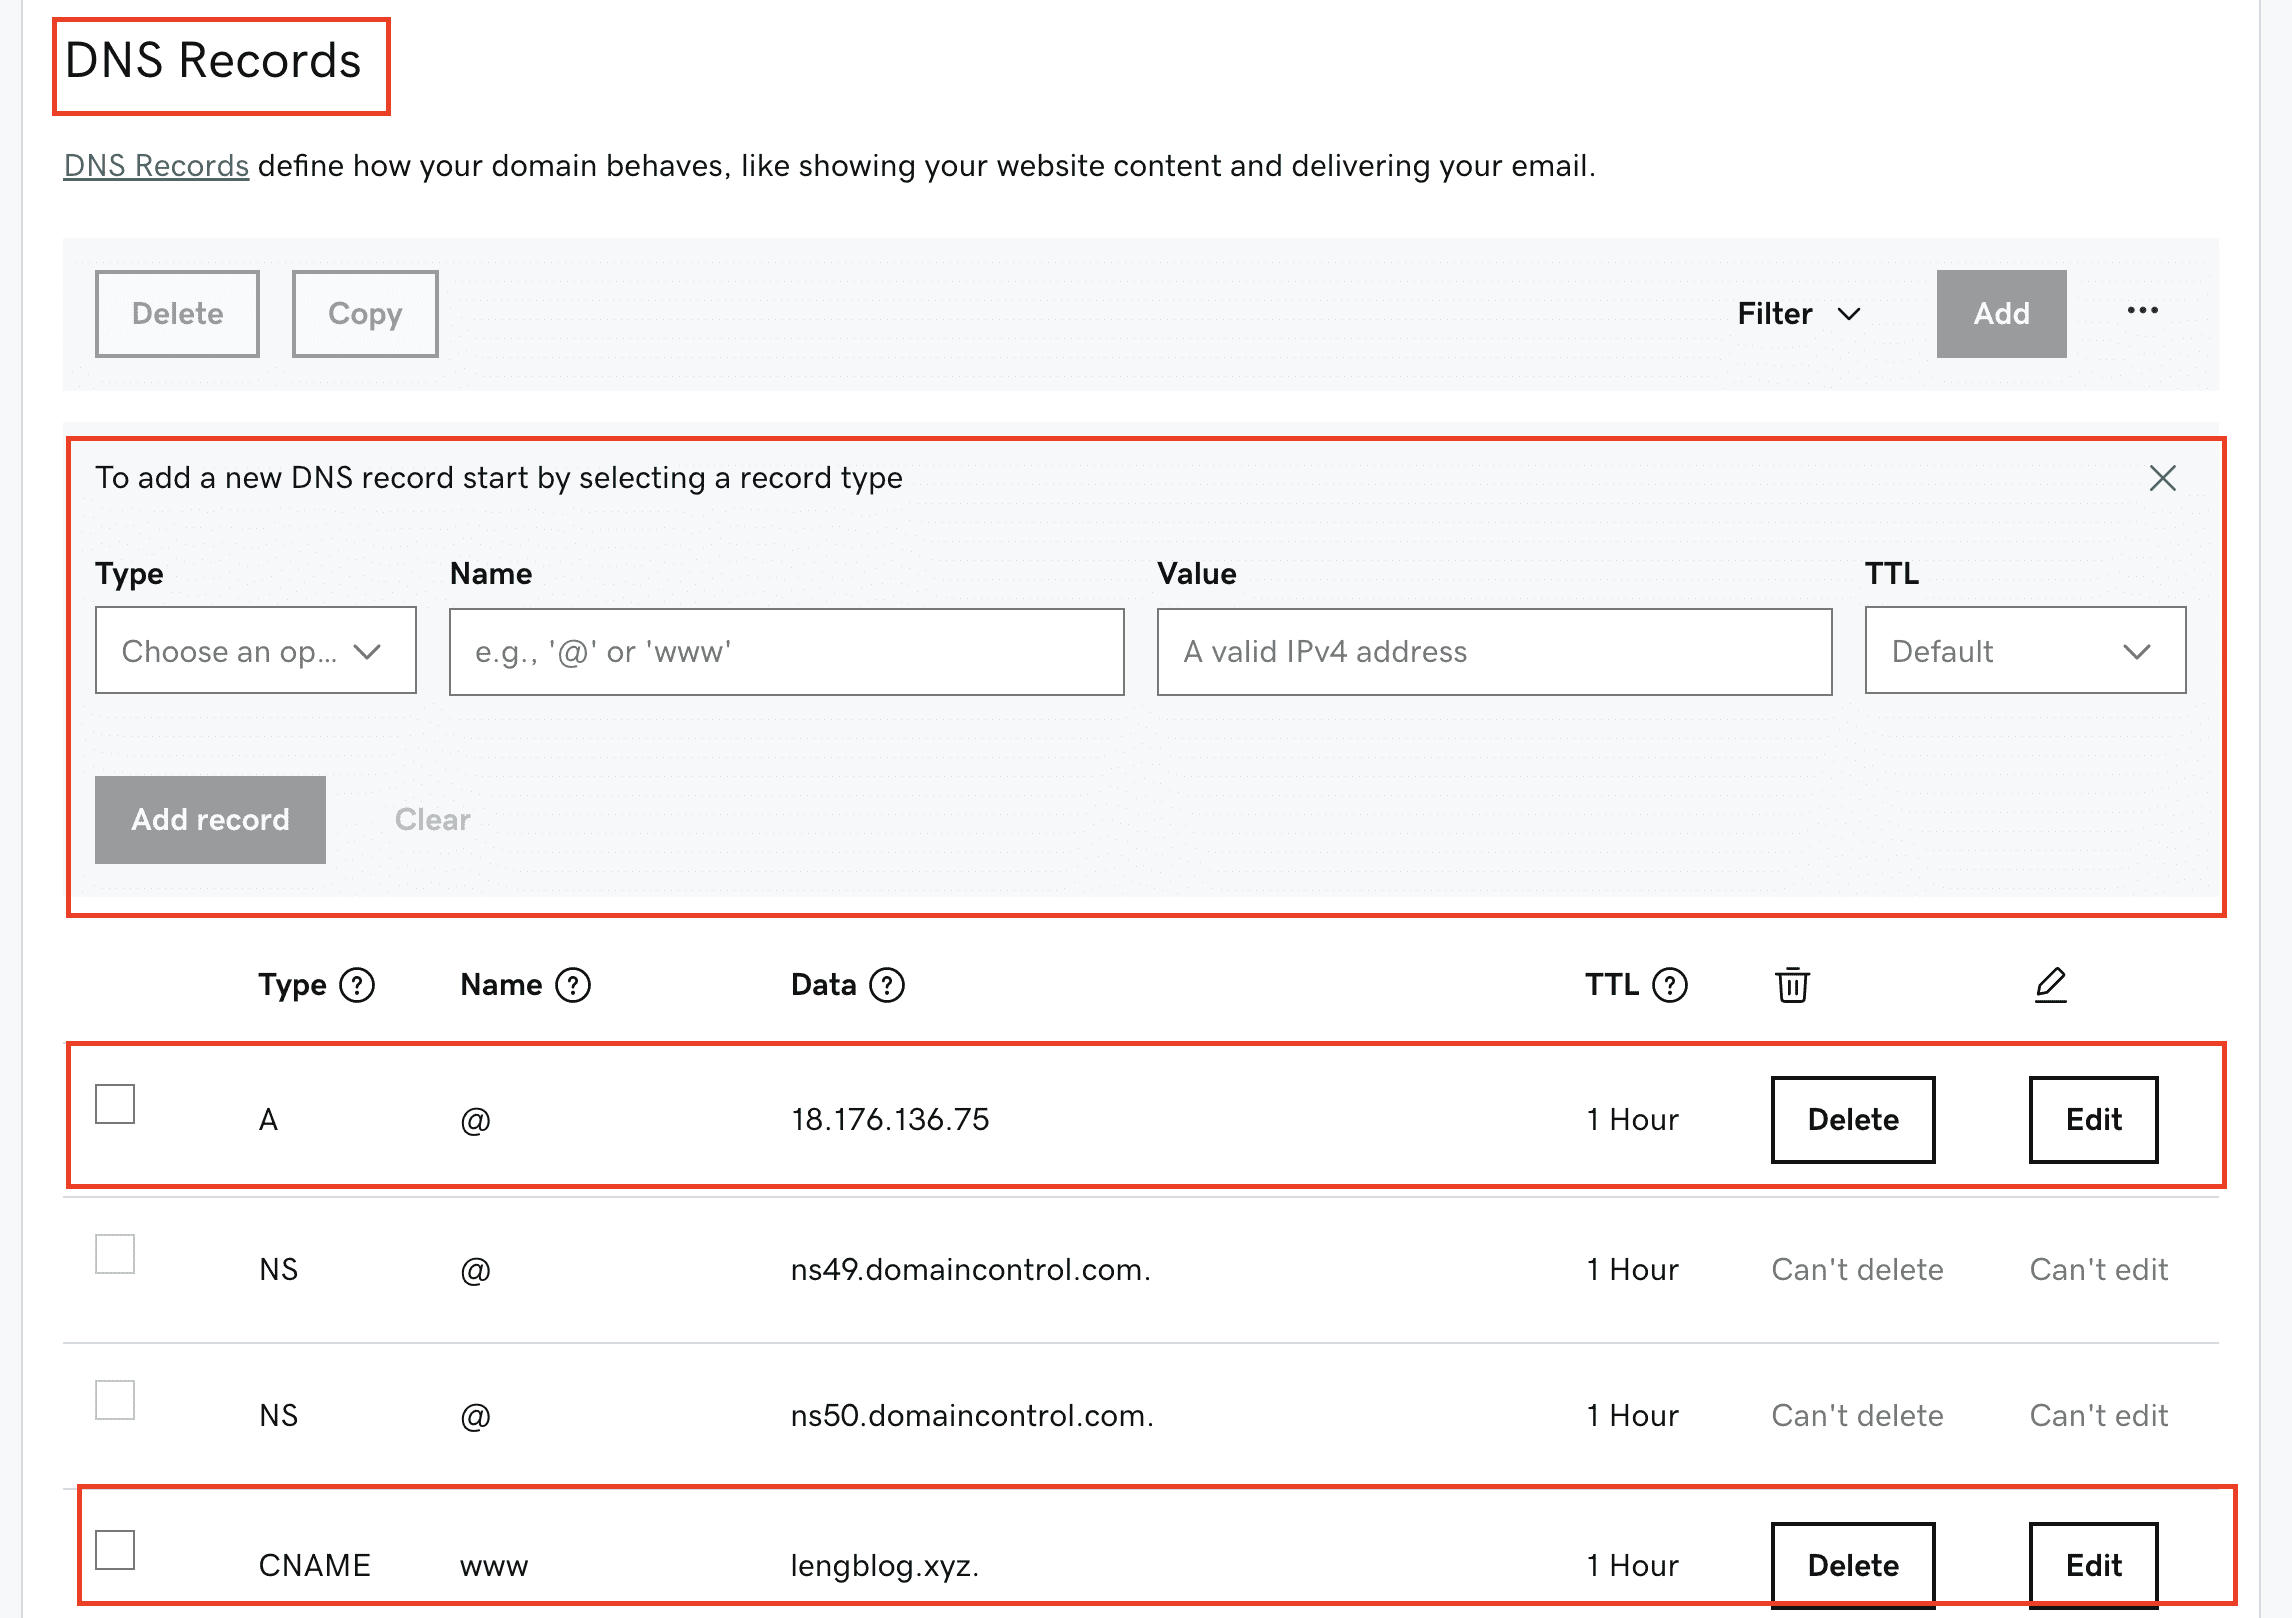 DNS Records
DNS Records define how your domain behaves, like showing your website content and delivering your email.
Delete Copy Filter Add ...
To add a new DNS record start by selecting a record type
Type Name Value TTL
Choose an op... e.g., '@' or 'www' A valid IPv4 address Default
Add record Clear
Type ? Name ? Data ? TTL ?
A @ 18.176.136.75 1 Hour Delete Edit
NS @ ns49.domaincontrol.com. 1 Hour Can't delete Can't edit
NS @ ns50.domaincontrol.com. 1 Hour Can't delete Can't edit
CNAME www lengblog.xyz. 1 Hour Delete Edit